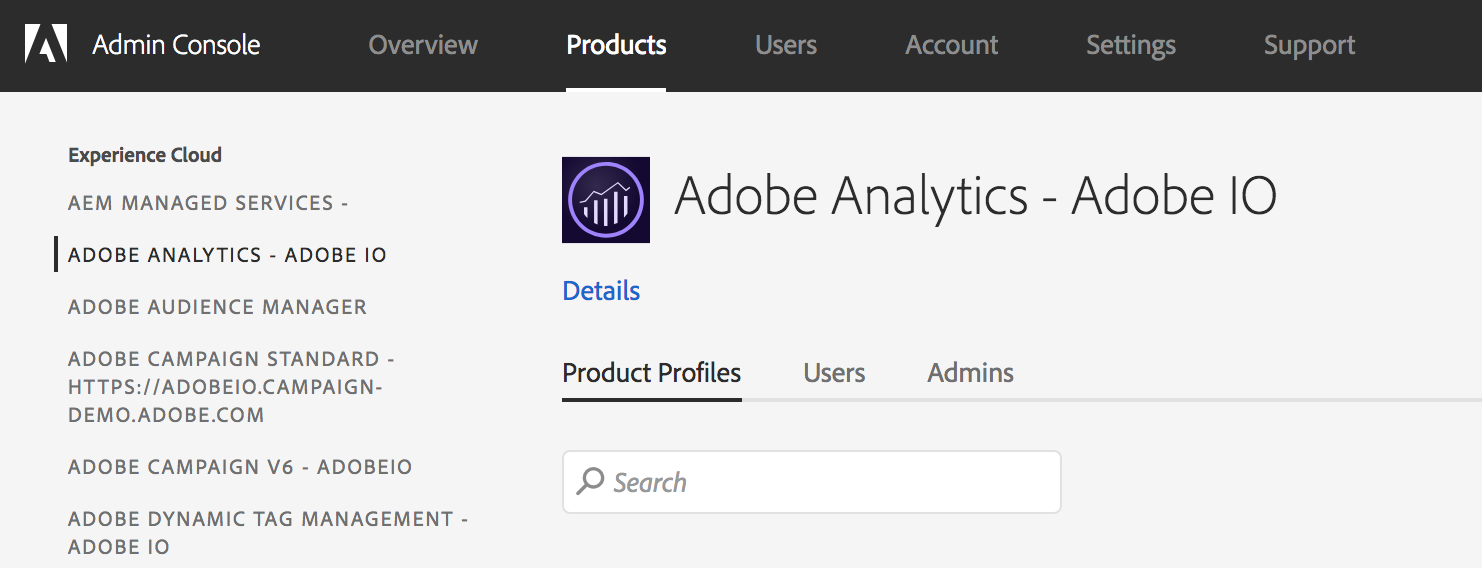 Admin Console Overview Products Users Account Settings Support
Experience Cloud
AEM MANAGED SERVICES -
ADOBE ANALYTICS - ADOBE IO
ADOBE AUDIENCE MANAGER
ADOBE CAMPAIGN STANDARD -
HTTPS://ADOBEIO.CAMPAIGN-
DEMO.ADOBE.COM
ADOBE CAMPAIGN V6 - ADOBEIO
ADOBE DYNAMIC TAG MANAGEMENT -
ADOBE IO
Adobe Analytics - Adobe IO
Details
Product Profiles Users Admins
Search